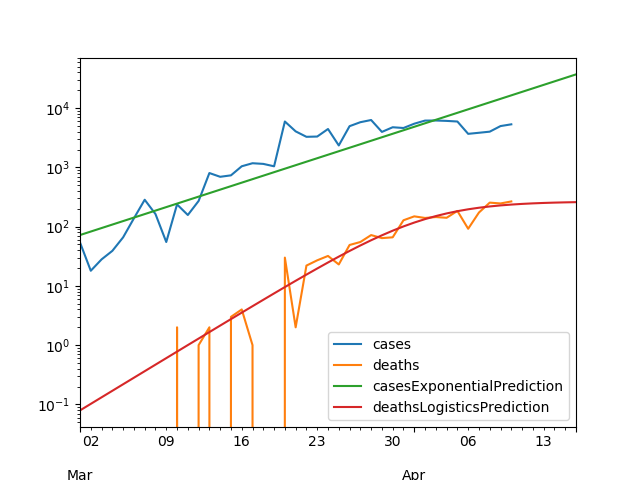 10⁴
10³
10²
10¹
10⁰
10⁻¹
cases
deaths
casesExponentialPrediction
deathsLogisticsPrediction
02 09 16 23 30 06 13
Mar Apr